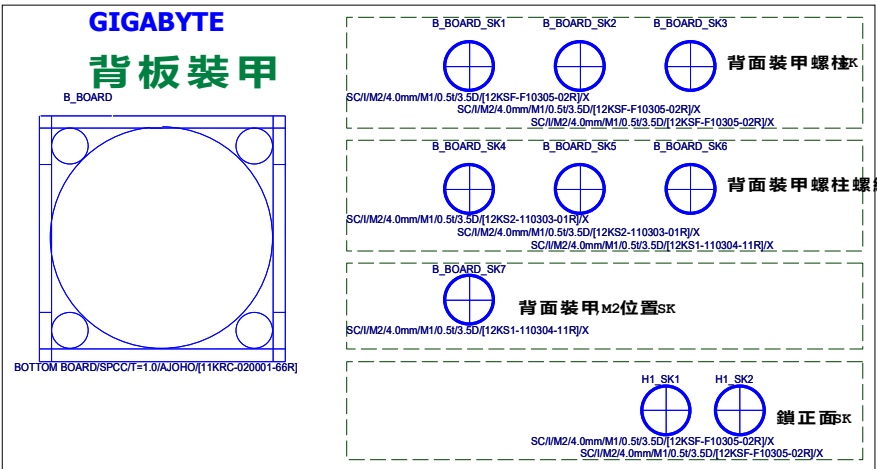 GIGABYTE
背板裝甲
B_BOARD
BOTTOM BOARD/SPCC/T=1.0/AJOHO/[11KRC-020001-66R]
B_BOARD_SK1 B_BOARD_SK2 B_BOARD_SK3
背面裝甲螺柱SK
SC/I/M2/4.0mm/M1/0.5t/3.5D/[12KSF-F10305-02R]/X
SC/I/M2/4.0mm/M1/0.5t/3.5D/[12KSF-F10305-02R]/X
SC/I/M2/4.0mm/M1/0.5t/3.5D/[12KSF-F10305-02R]/X
B_BOARD_SK4 B_BOARD_SK5 B_BOARD_SK6
背面裝甲螺柱螺
SC/I/M2/4.0mm/M1/0.5t/3.5D/[12KS2-110303-01R]/X
SC/I/M2/4.0mm/M1/0.5t/3.5D/[12KS2-110303-01R]/X
SC/I/M2/4.0mm/M1/0.5t/3.5D/[12KS1-110304-11R]/X
B_BOARD_SK7
背面裝甲M2位置SK
SC/I/M2/4.0mm/M1/0.5t/3.5D/[12KS1-110304-11R]/X
H1_SK1 H1_SK2
鎖正面SK
SC/I/M2/4.0mm/M1/0.5t/3.5D/[12KSF-F10305-02R]/X
SC/I/M2/4.0mm/M1/0.5t/3.5D/[12KSF-F10305-02R]/X